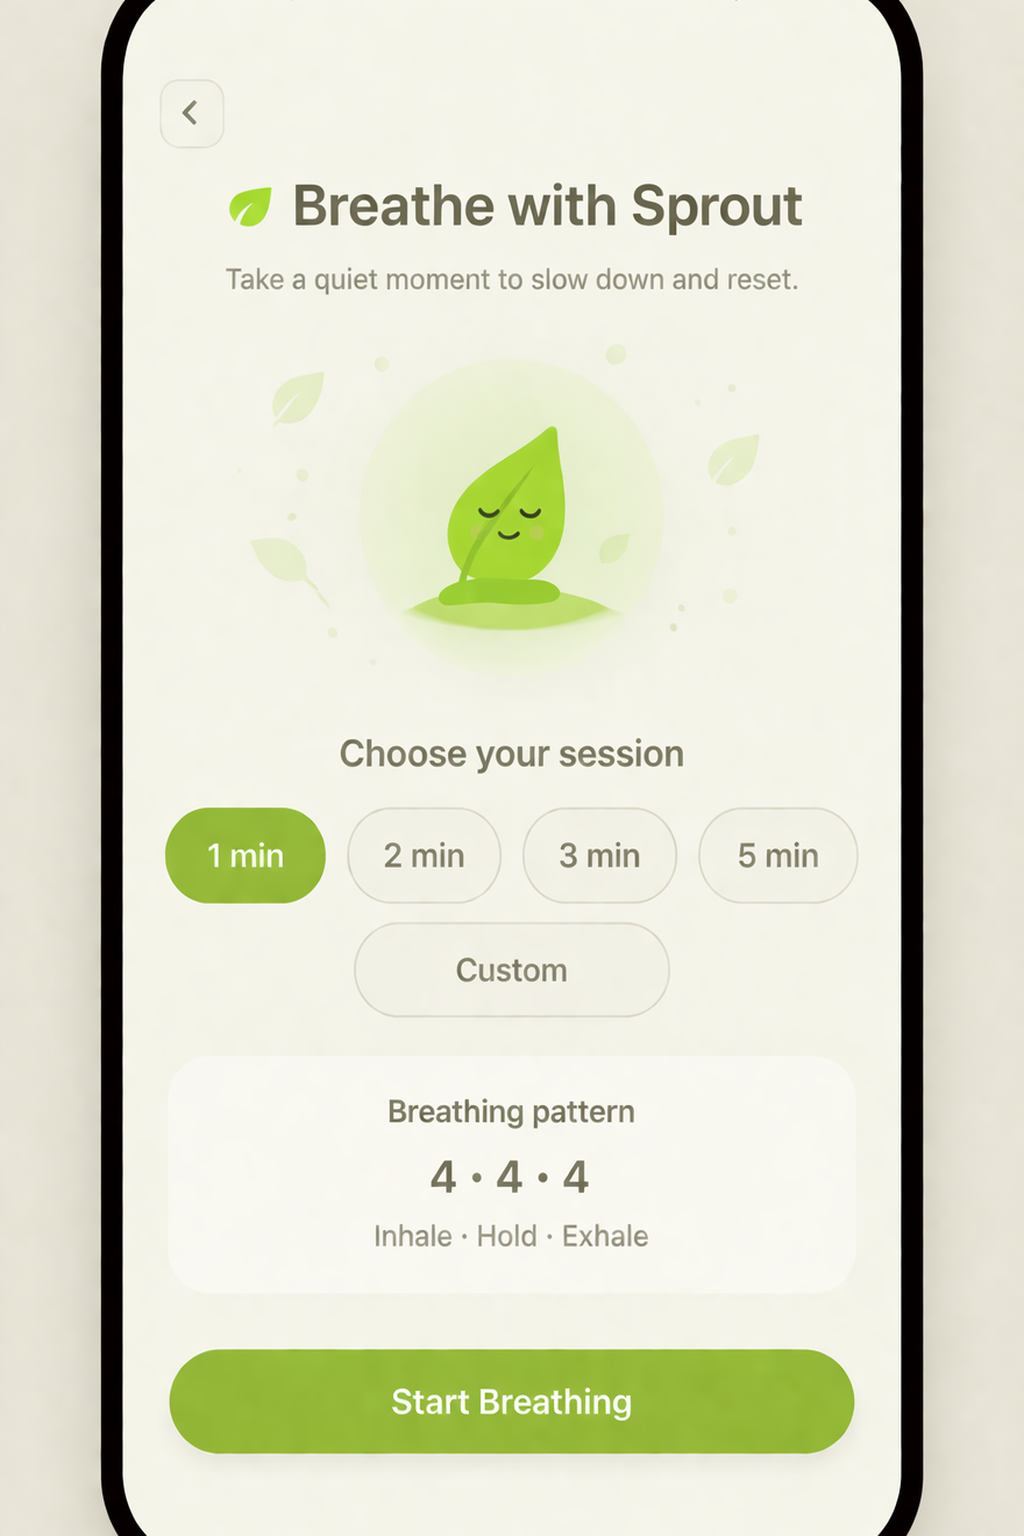 Breathe with Sprout
Take a quiet moment to slow down and reset.
Choose your session
1 min
2 min
3 min
5 min
Custom
Breathing pattern
4 • 4 • 4
Inhale · Hold · Exhale
Start Breathing